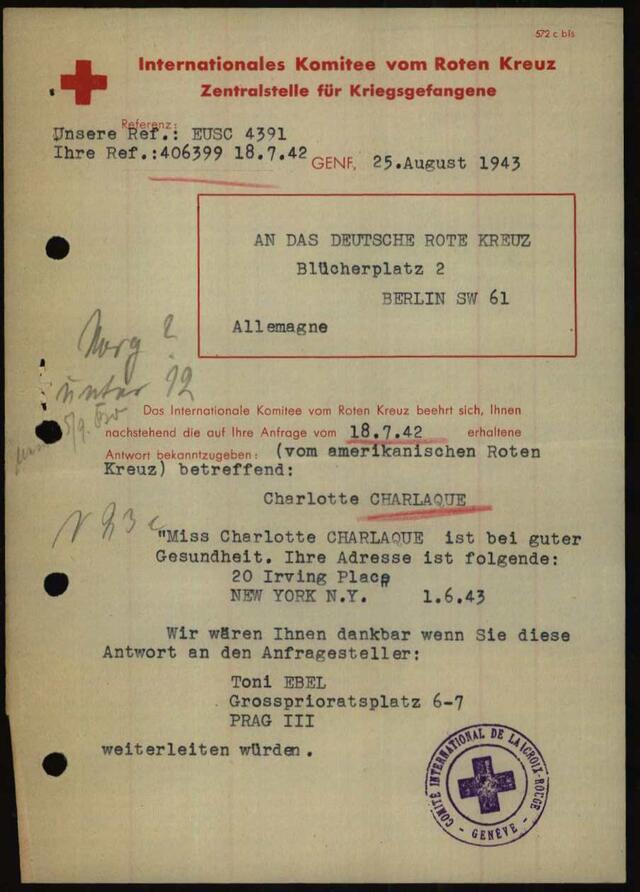 572 c bis
Internationales Komitee vom Roten Kreuz
Zentralstelle für Kriegsgefangene
Referenz:
Unsere Ref.: EUSC 4391
Ihre Ref.:406399 18.7.42
GENF, 25.August 1943
AN DAS DEUTSCHE ROTE KREUZ
Blücherplatz 2
BERLIN SW 61
Allemagne
unter 12
Das Internationale Komitee vom Roten Kreuz beehrt sich, Ihnen
nachstehend die auf Ihre Anfrage vom 18.7.42 erhaltene
Antwort bekanntzugeben: (vom amerikanischen Roten
Kreuz) betreffend:
Charlotte CHARLAQUE
"Miss Charlotte CHARLAQUE ist bei guter
Gesundheit. Ihre Adresse ist folgende:
20 Irving Place
NEW YORK N.Y. 1.6.43
Wir wären Ihnen dankbar wenn Sie diese
Antwort an den Anfragesteller:
Toni EBEL
Grossprioratsplatz 6-7
PRAG III
weiterleiten würden.
COMITÉ INTERNATIONAL DE LA CROIX-ROUGE
- GENÈVE -